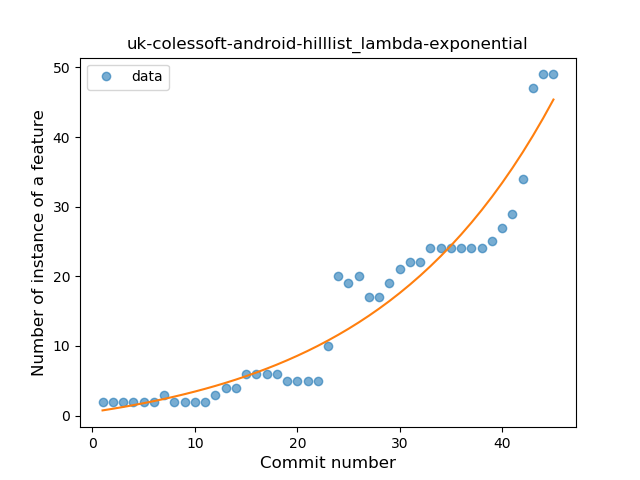 uk-colessoft-android-hilllist_lambda-exponential
data
Number of instance of a feature
50
40
30
20
10
0
0 10 20 30 40
Commit number